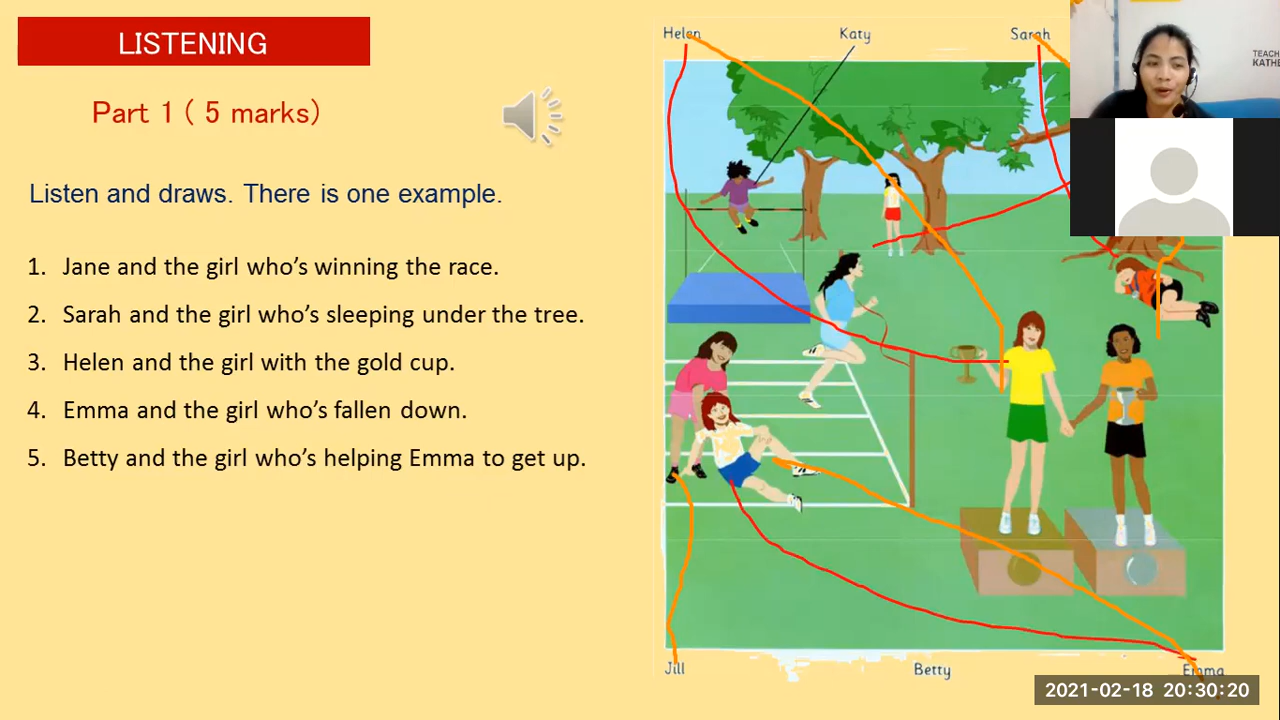 LISTENING
Part 1 ( 5 marks)
Listen and draws. There is one example.
1. Jane and the girl who's winning the race.
2. Sarah and the girl who's sleeping under the tree.
3. Helen and the girl with the gold cup.
4. Emma and the girl who's fallen down.
5. Betty and the girl who's helping Emma to get up.
Helen Katy Sarah
TEACH
KATHE
Jill Betty Emma
2021-02-18 20:30:20